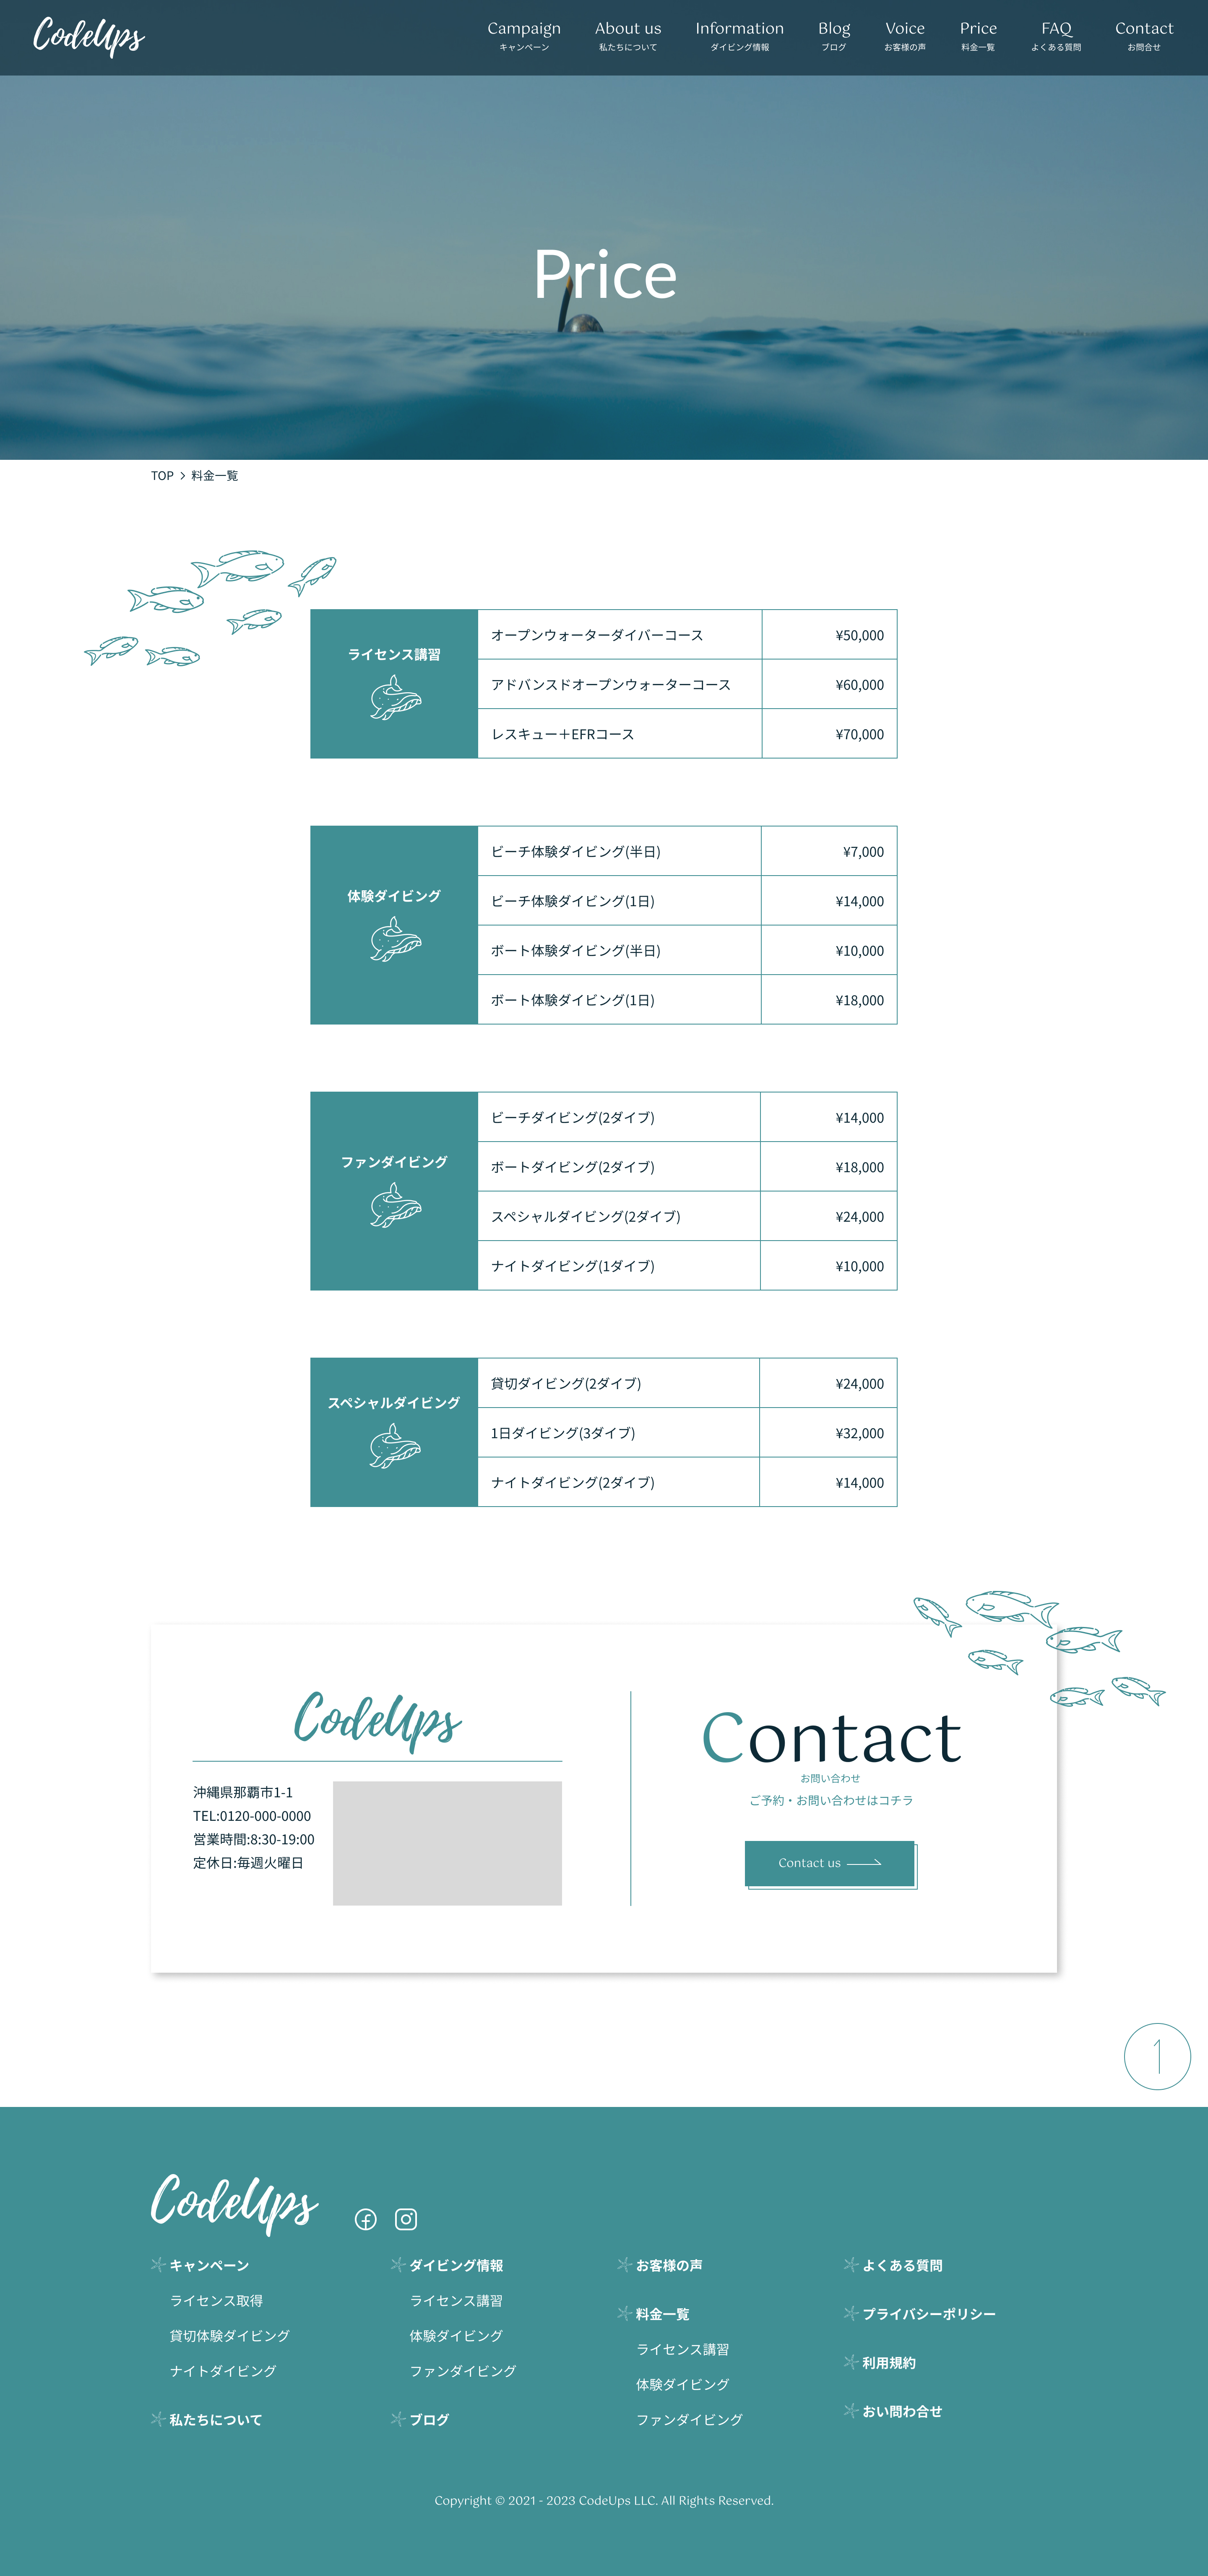 CodeUps
Campaign
キャンペーン
About us
私たちについて
Information
ダイビング情報
Blog
ブログ
Voice
お客様の声
Price
料金一覧
FAQ
よくある質問
Contact
お問合せ
Price
TOP > 料金一覧
ライセンス講習
オープンウォーターダイバーコース ¥50,000
アドバンスドオープンウォーターコース ¥60,000
レスキュー＋EFRコース ¥70,000
体験ダイビング
ビーチ体験ダイビング(半日) ¥7,000
ビーチ体験ダイビング(1日) ¥14,000
ボート体験ダイビング(半日) ¥10,000
ボート体験ダイビング(1日) ¥18,000
ファンダイビング
ビーチダイビング(2ダイブ) ¥14,000
ボートダイビング(2ダイブ) ¥18,000
スペシャルダイビング(2ダイブ) ¥24,000
ナイトダイビング(1ダイブ) ¥10,000
スペシャルダイビング
貸切ダイビング(2ダイブ) ¥24,000
1日ダイビング(3ダイブ) ¥32,000
ナイトダイビング(2ダイブ) ¥14,000
CodeUps
沖縄県那覇市1-1
TEL:0120-000-0000
営業時間:8:30-19:00
定休日:毎週火曜日
Contact
お問い合わせ
ご予約・お問い合わせはコチラ
Contact us
CodeUps
キャンペーン
ライセンス取得
貸切体験ダイビング
ナイトダイビング
私たちについて
ダイビング情報
ライセンス講習
体験ダイビング
ファンダイビング
ブログ
お客様の声
料金一覧
ライセンス講習
体験ダイビング
ファンダイビング
よくある質問
プライバシーポリシー
利用規約
おい問わ合せ
Copyright © 2021 - 2023 CodeUps LLC. All Rights Reserved.